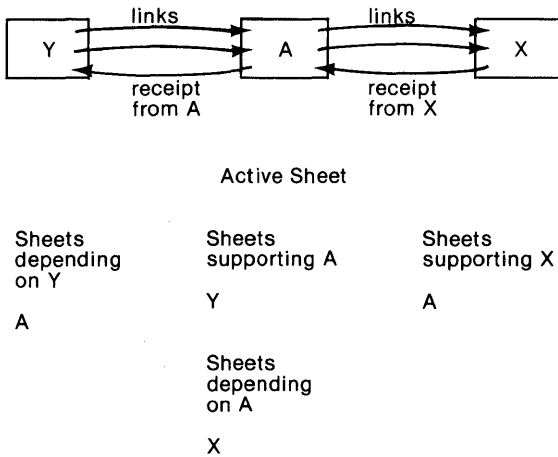 links
links
Y
A
X
receipt
from A
receipt
from X
Active Sheet
Sheets
depending
on Y
A
Sheets
supporting A
Y
Sheets
supporting X
A
Sheets
depending
on A
X